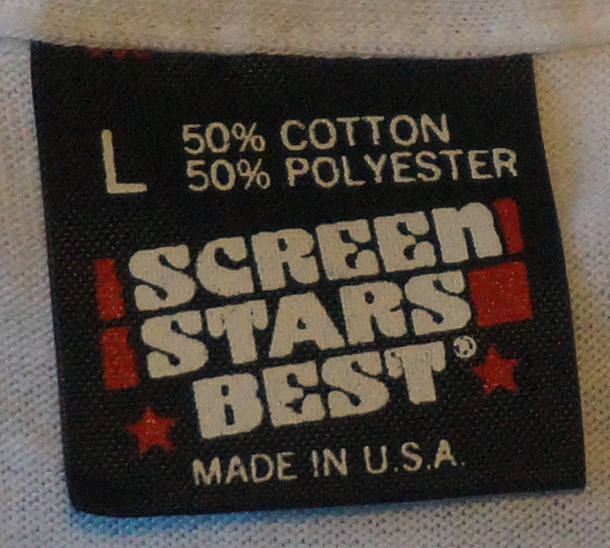 L
50% COTTON
50% POLYESTER
SCREEn
STARS
BEST®
MADE IN U.S.A.